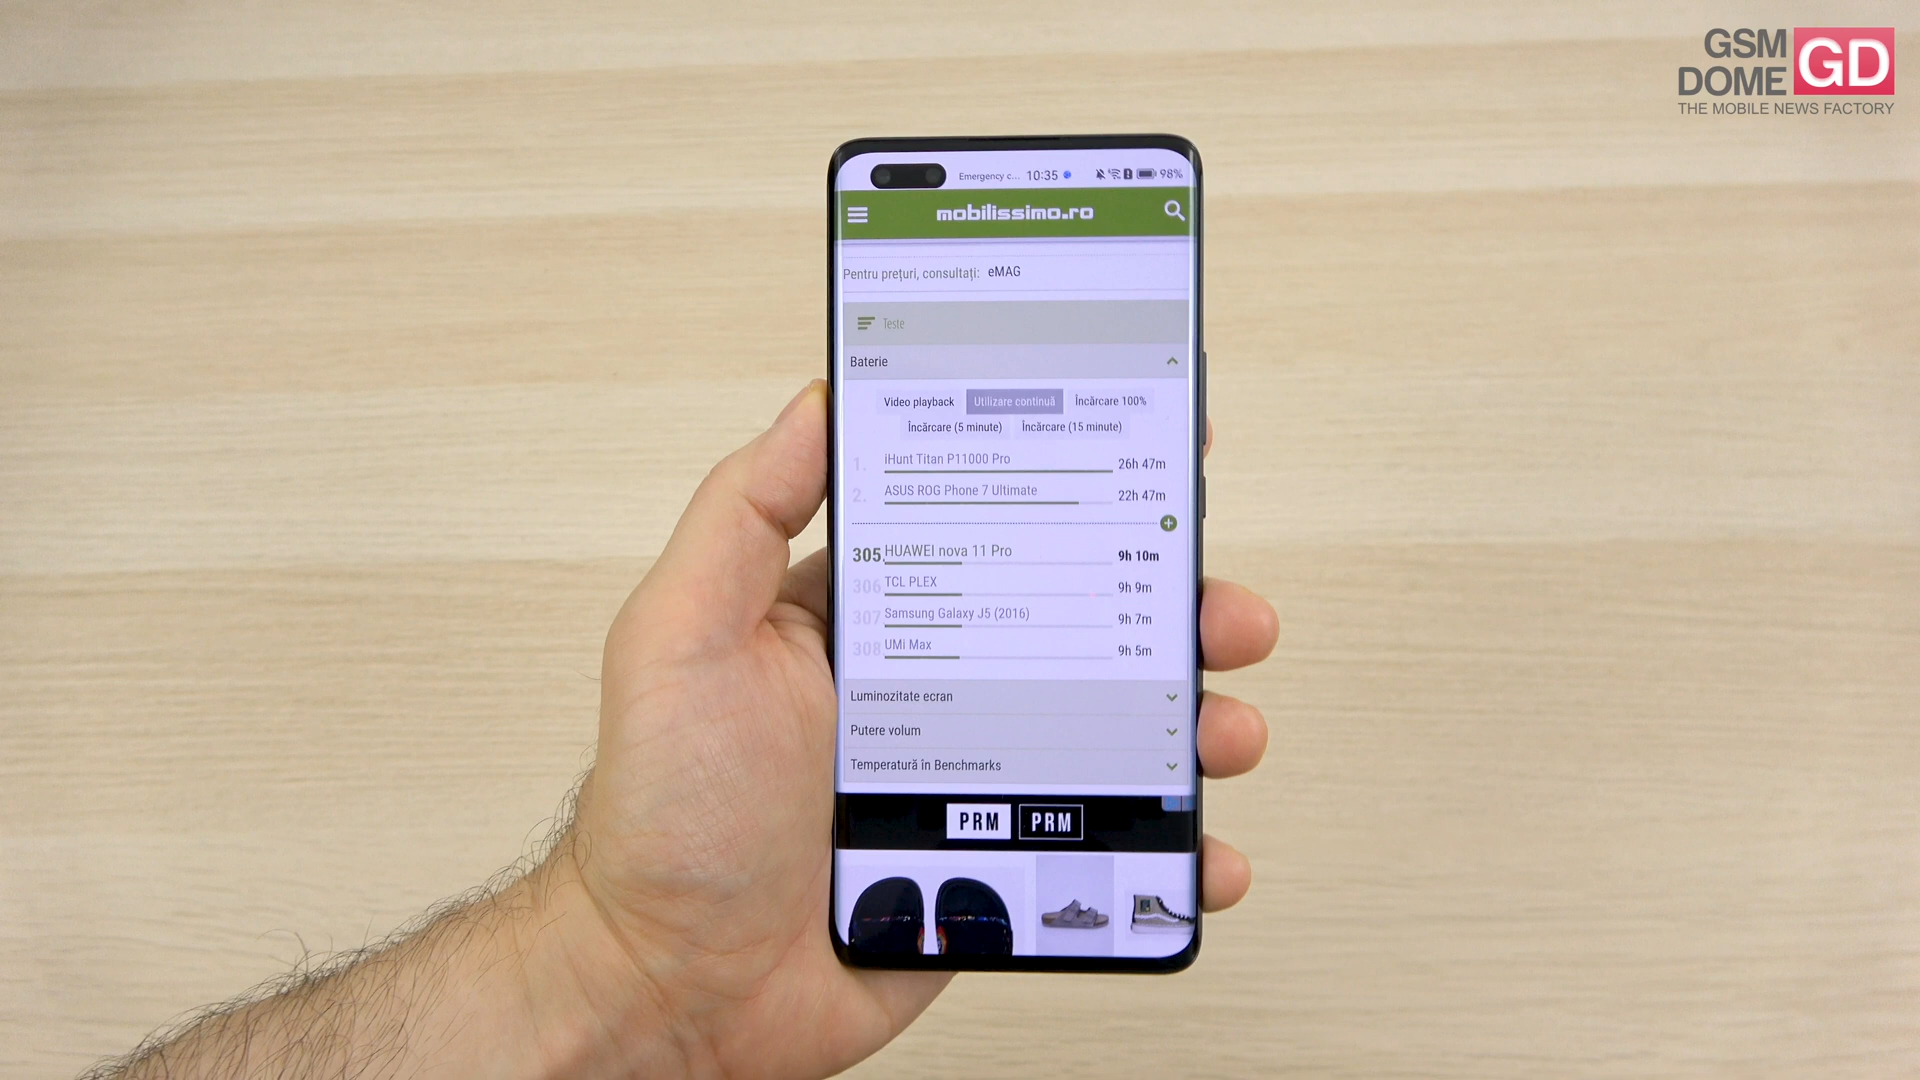 GSM
DOME GD
THE MOBILE NEWS FACTORY
Emergency c... 10:35 98%
mobilissimo.ro
Pentru prețuri, consultați: eMAG
Teste
Baterie
Video playback Utilizare continuă Încărcare 100%
Încărcare (5 minute) Încărcare (15 minute)
1. iHunt Titan P11000 Pro 26h 47m
2. ASUS ROG Phone 7 Ultimate 22h 47m
305. HUAWEI nova 11 Pro 9h 10m
306 TCL PLEX 9h 9m
307 Samsung Galaxy J5 (2016) 9h 7m
308 UMi Max 9h 5m
Luminozitate ecran
Putere volum
Temperatură în Benchmarks
PRM PRM